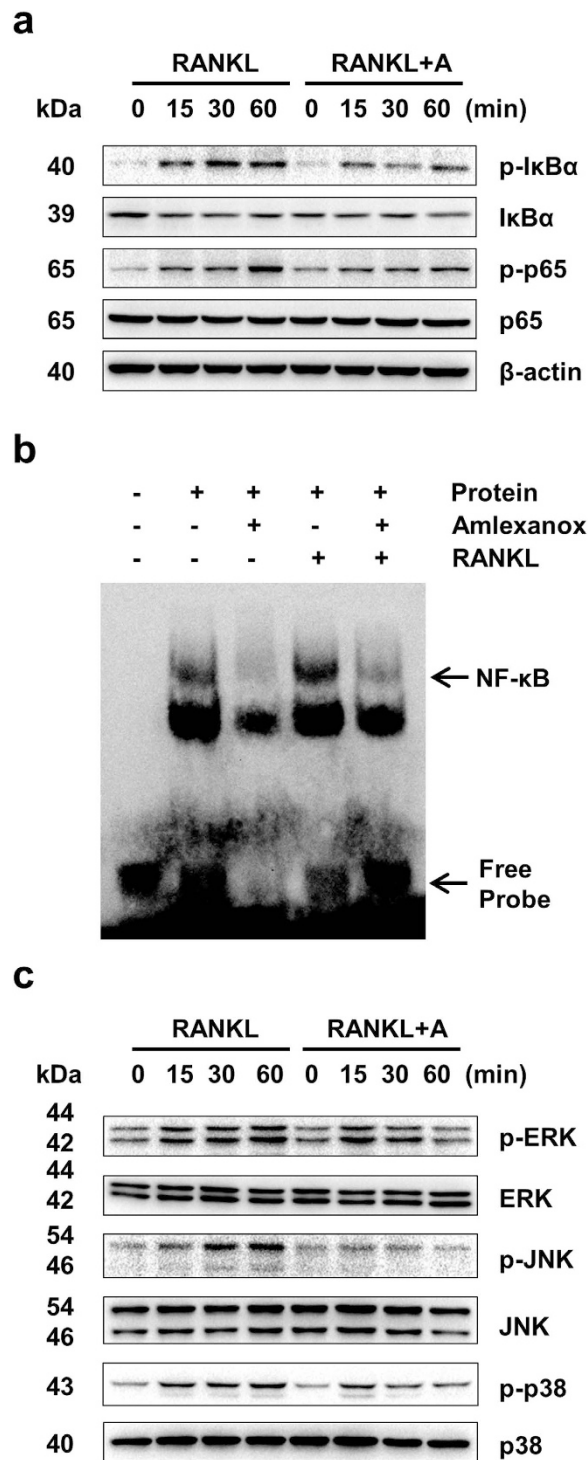 a
RANKL RANKL+A
kDa 0 15 30 60 0 15 30 60 (min)
40 p-IκBα
39 IκBα
65 p-p65
65 p65
40 β-actin
b
- + + + + Protein
- - + - + Amlexanox
- - - + + RANKL
NF-κB
Free
Probe
c
RANKL RANKL+A
kDa 0 15 30 60 0 15 30 60 (min)
44
42 p-ERK
44
42 ERK
54
46 p-JNK
54
46 JNK
43 p-p38
40 p38